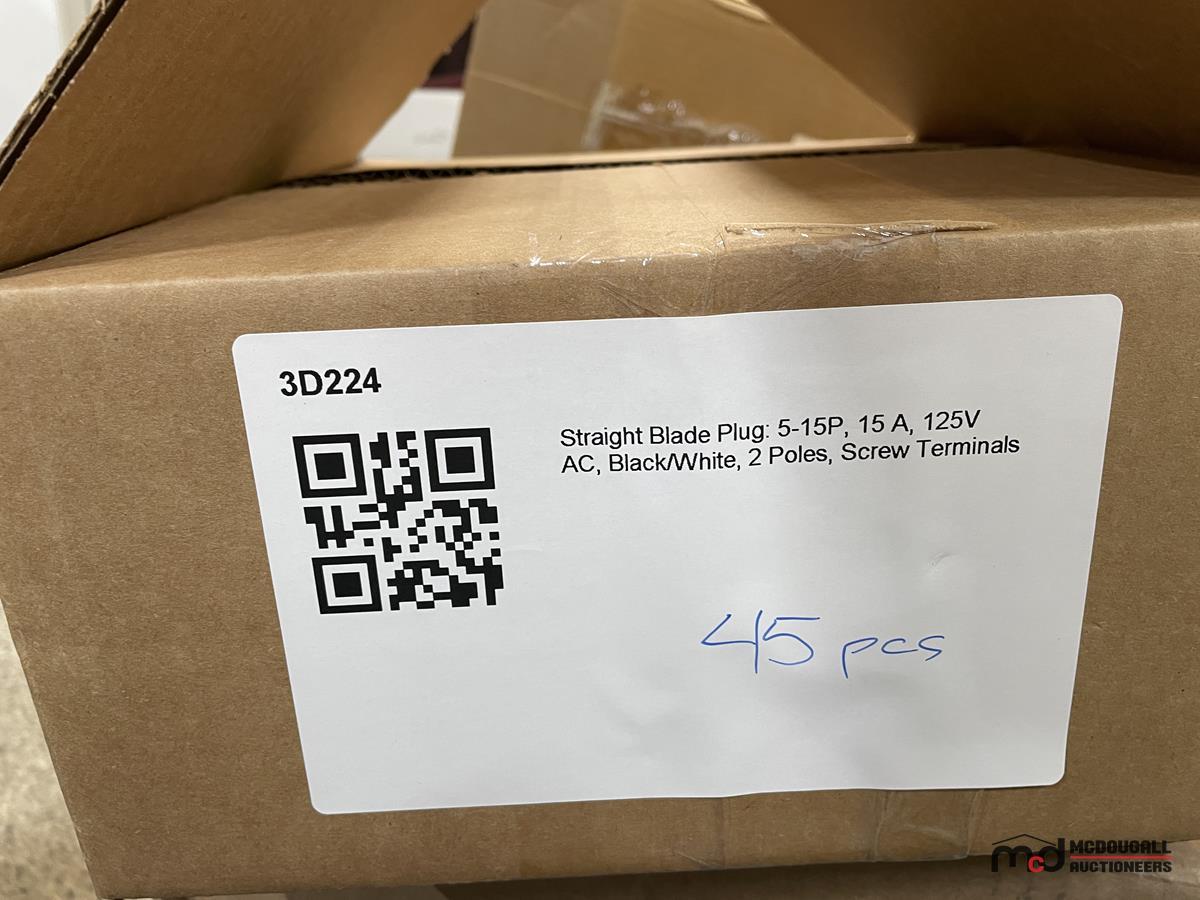 3D224
Straight Blade Plug: 5-15P, 15 A, 125V
AC, Black/White, 2 Poles, Screw Terminals
45 pcs
mcd MCDOUGALL
AUCTIONEERS